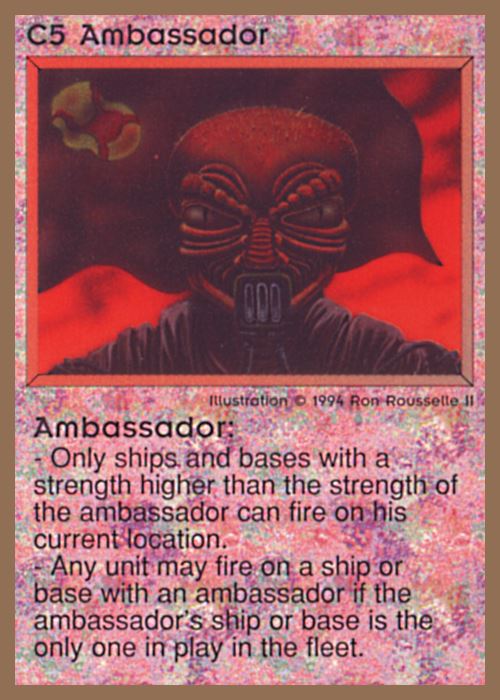 C5 Ambassador
Illustration © 1994 Ron Rousselle II
Ambassador:
- Only ships and bases with a
strength higher than the strength of
the ambassador can fire on his
current location.
- Any unit may fire on a ship or
base with an ambassador if the
ambassador's ship or base is the
only one in play in the fleet.